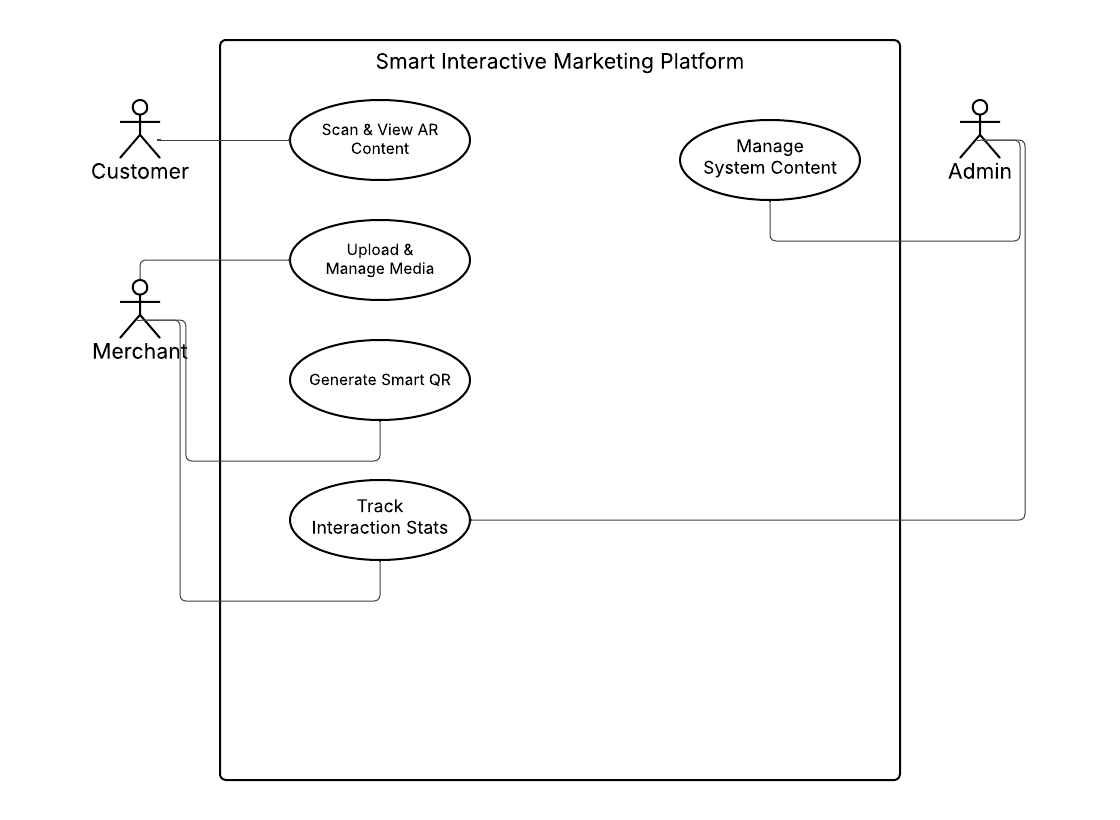 Smart Interactive Marketing Platform
Customer
Scan & View AR
Content
Manage
System Content
Admin
Upload &
Manage Media
Merchant
Generate Smart QR
Track
Interaction Stats